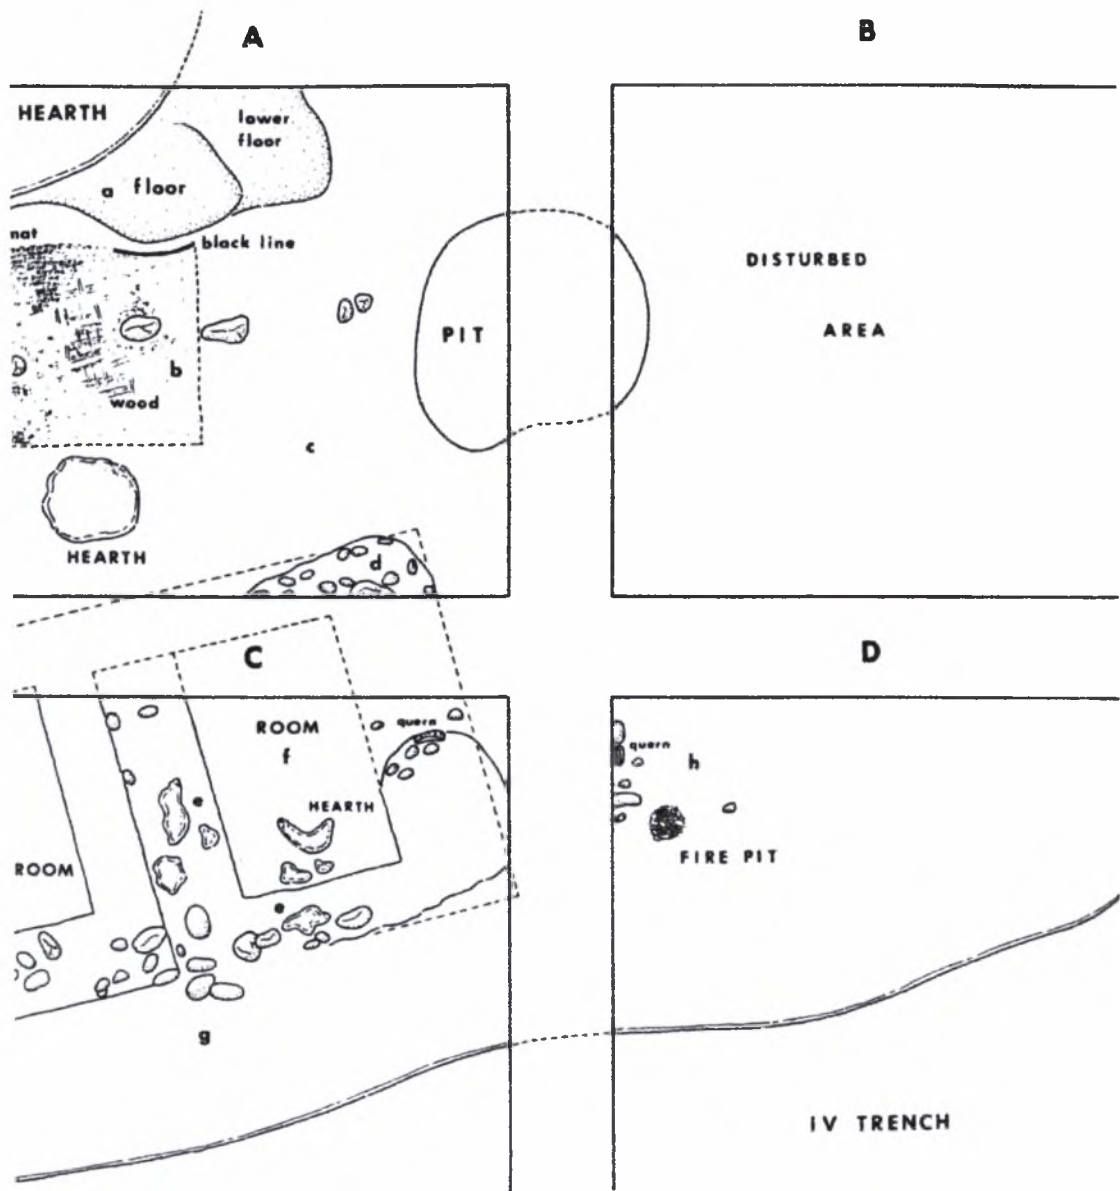 A
B
HEARTH
lower
floor
a floor
nat
black line
DISTURBED
PIT
AREA
b
wood
c
HEARTH
d
C
D
ROOM
quern
f
quern
h
e
HEARTH
FIRE PIT
ROOM
e
g
IV TRENCH